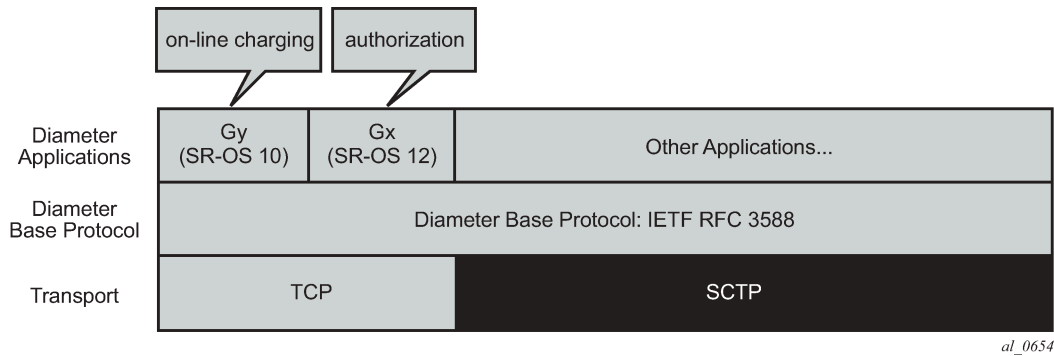 on-line charging
authorization
Diameter
Applications
Gy
(SR-OS 10)
Gx
(SR-OS 12)
Other Applications...
Diameter
Base Protocol
Diameter Base Protocol: IETF RFC 3588
Transport
TCP
SCTP
al_0654